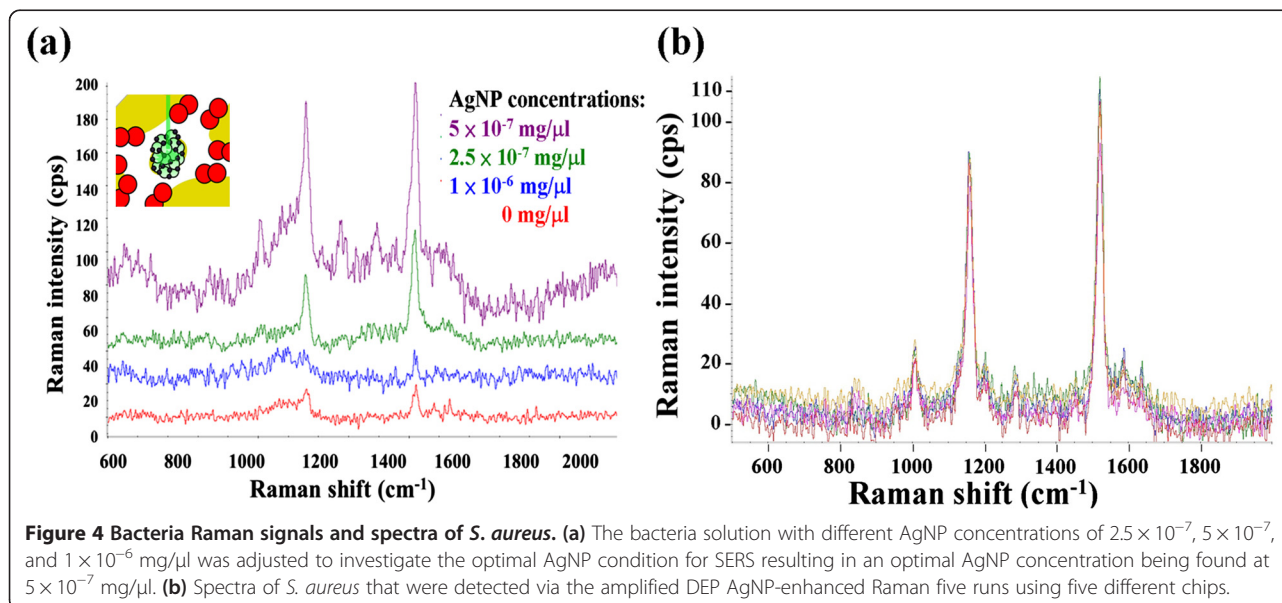 (a)
200
180
160
140
120
100
80
60
40
20
0
Raman intensity (cps)
AgNP concentrations:
5 × 10⁻⁷ mg/μl
2.5 × 10⁻⁷ mg/μl
1 × 10⁻⁶ mg/μl
0 mg/μl
600 800 1000 1200 1400 1600 1800 2000
Raman shift (cm⁻¹)
(b)
110
100
80
60
40
20
0
Raman intensity (cps)
600 800 1000 1200 1400 1600 1800
Raman shift (cm⁻¹)
Figure 4 Bacteria Raman signals and spectra of S. aureus. (a) The bacteria solution with different AgNP concentrations of 2.5 × 10⁻⁷, 5 × 10⁻⁷,
and 1 × 10⁻⁶ mg/μl was adjusted to investigate the optimal AgNP condition for SERS resulting in an optimal AgNP concentration being found at
5 × 10⁻⁷ mg/μl. (b) Spectra of S. aureus that were detected via the amplified DEP AgNP-enhanced Raman five runs using five different chips.